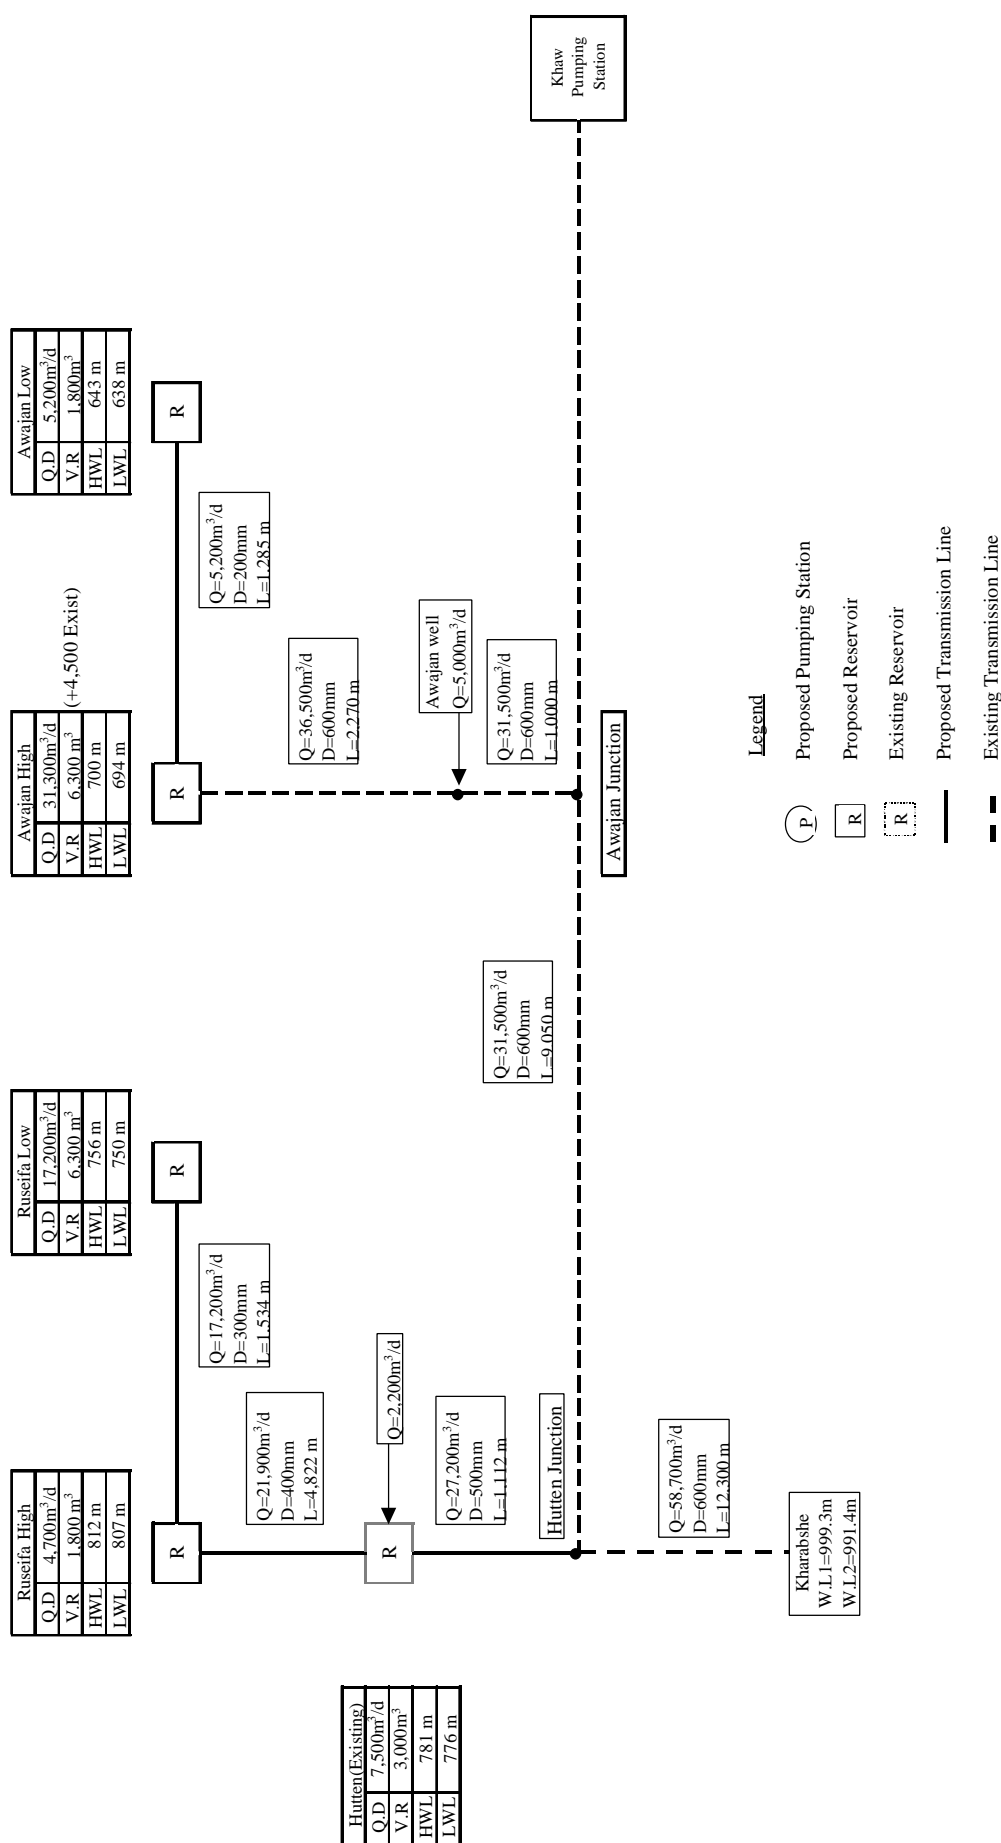 Ruseifa High
Q.D 4,700m³/d
V.R 1,800 m³
HWL 812 m
LWL 807 m
Ruseifa Low
Q.D 17,200m³/d
V.R 6,300 m³
HWL 756 m
LWL 750 m
Awajan High
Q.D 31,300m³/d
V.R 6,300 m³
HWL 700 m
LWL 694 m
(+4,500 Exist)
Awajan Low
Q.D 5,200m³/d
V.R 1,800m³
HWL 643 m
LWL 638 m
R
R
R
R
Q=17,200m³/d
D=300mm
L=1.534 m
Q=5,200m³/d
D=200mm
L=1.285 m
Q=21,900m³/d
D=400mm
L=4,822 m
Q=36,500m³/d
D=600mm
L=2.270 m
Hutten(Existing)
Q.D 7,500m³/d
V.R 3,000m³
HWL 781 m
LWL 776 m
R
Q=2,200m³/d
Awajan well
Q=5,000m³/d
Q=27,200m³/d
D=500mm
L=1.112 m
Q=31,500m³/d
D=600mm
L=9.050 m
Q=31,500m³/d
D=600mm
L=1.000 m
Khaw
Pumping
Station
Hutten Junction
Awajan Junction
Q=58,700m³/d
D=600mm
L=12.300 m
Kharabshe
W.L1=999.3m
W.L2=991.4m
Legend
P Proposed Pumping Station
R Proposed Reservoir
R Existing Reservoir
Proposed Transmission Line
Existing Transmission Line